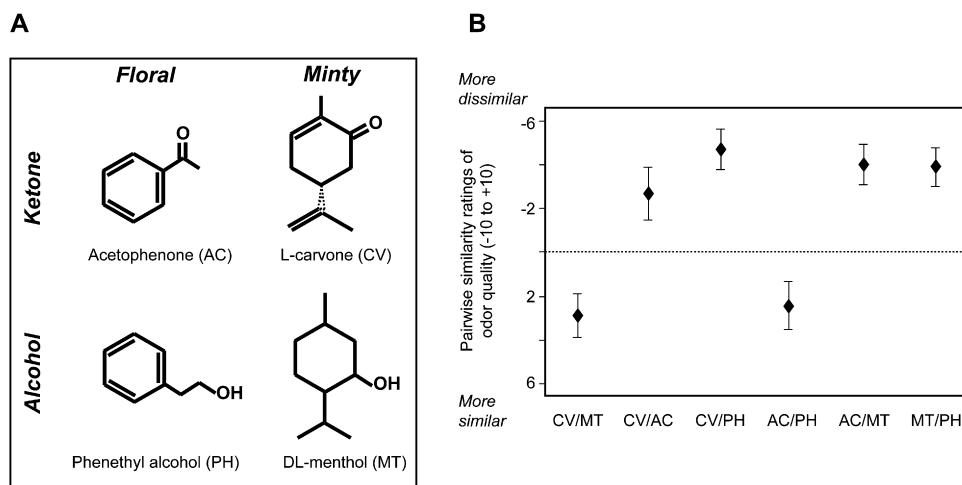 A
Floral Minty
Ketone
O
O
Acetophenone (AC) L-carvone (CV)
Alcohol
OH
OH
Phenethyl alcohol (PH) DL-menthol (MT)
B
More
dissimilar
Pairwise similarity ratings of
odor quality (-10 to +10)
-6
-2
2
6
More
similar
CV/MT CV/AC CV/PH AC/PH AC/MT MT/PH